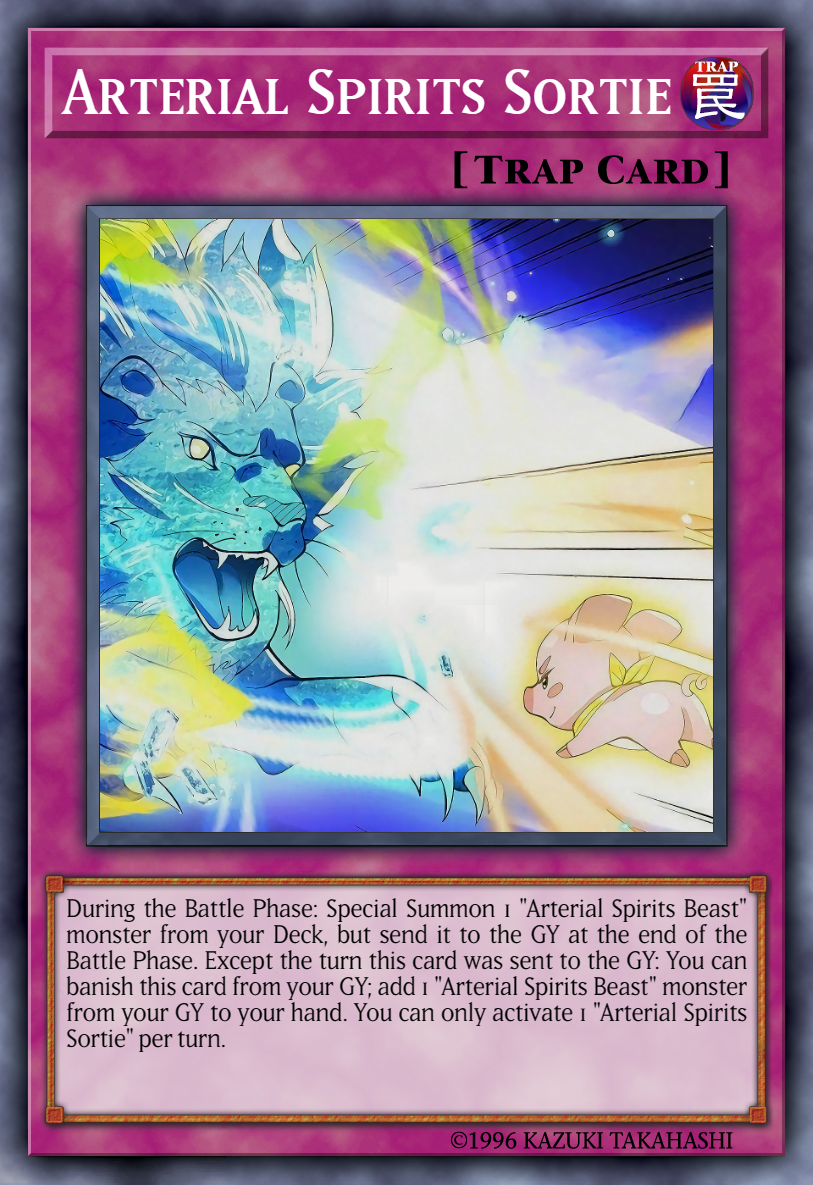 Arterial Spirits Sortie
TRAP
罠
[Trap Card]
During the Battle Phase: Special Summon 1 "Arterial Spirits Beast"
monster from your Deck, but send it to the GY at the end of the
Battle Phase. Except the turn this card was sent to the GY: You can
banish this card from your GY; add 1 "Arterial Spirits Beast" monster
from your GY to your hand. You can only activate 1 "Arterial Spirits
Sortie" per turn.
©1996 KAZUKI TAKAHASHI